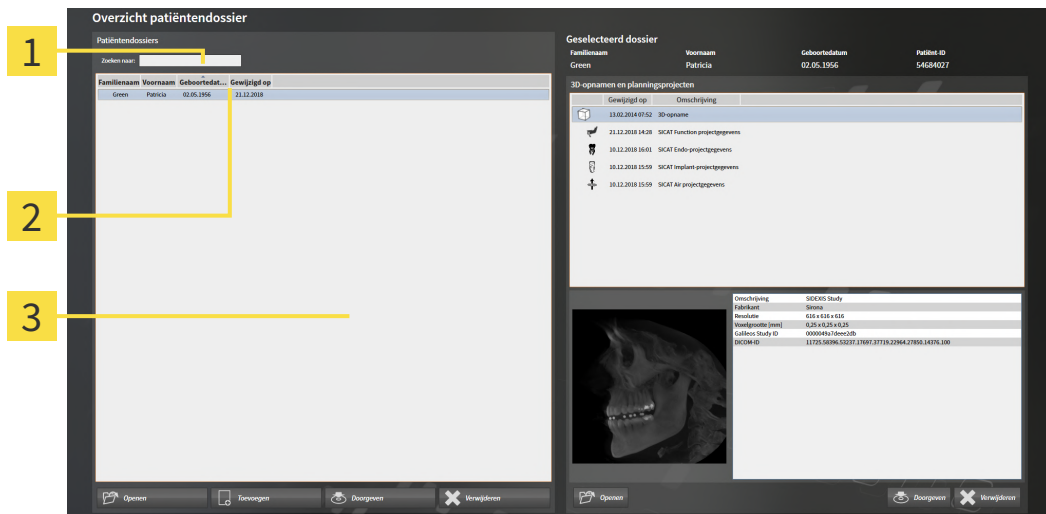 Overzicht patiëntendossier
Patiëntendossiers
1
Zoeken naar:
Familienaam Voornaam Geboortedat... Gewijzigd op
Green Patricia 02.05.1956 21.12.2018
2
3
Openen Toevoegen Doorgeven Verwijderen
Geselecteerd dossier
Familienaam Voornaam Geboortedatum Patiënt-ID
Green Patricia 02.05.1956 54684027
3D-opnamen en planningsprojecten
Gewijzigd op Omschrijving
13.02.2014 07:52 3D-opname
21.12.2018 14:28 SICAT Function projectgegevens
10.12.2018 16:01 SICAT Endo-projectgegevens
10.12.2018 15:59 SICAT Implant-projectgegevens
10.12.2018 15:59 SICAT Air projectgegevens
Omschrijving SIDEXIS Study
Fabrikant Sirona
Resolutie 616 x 616 x 616
Voxelgrootte [mm] 0,25 x 0,25 x 0,25
Galileos Study ID 0000049a7deee2db
DICOM-ID 11725.58396.53237.17697.37719.22964.27850.14376.100
Openen Doorgeven Verwijderen